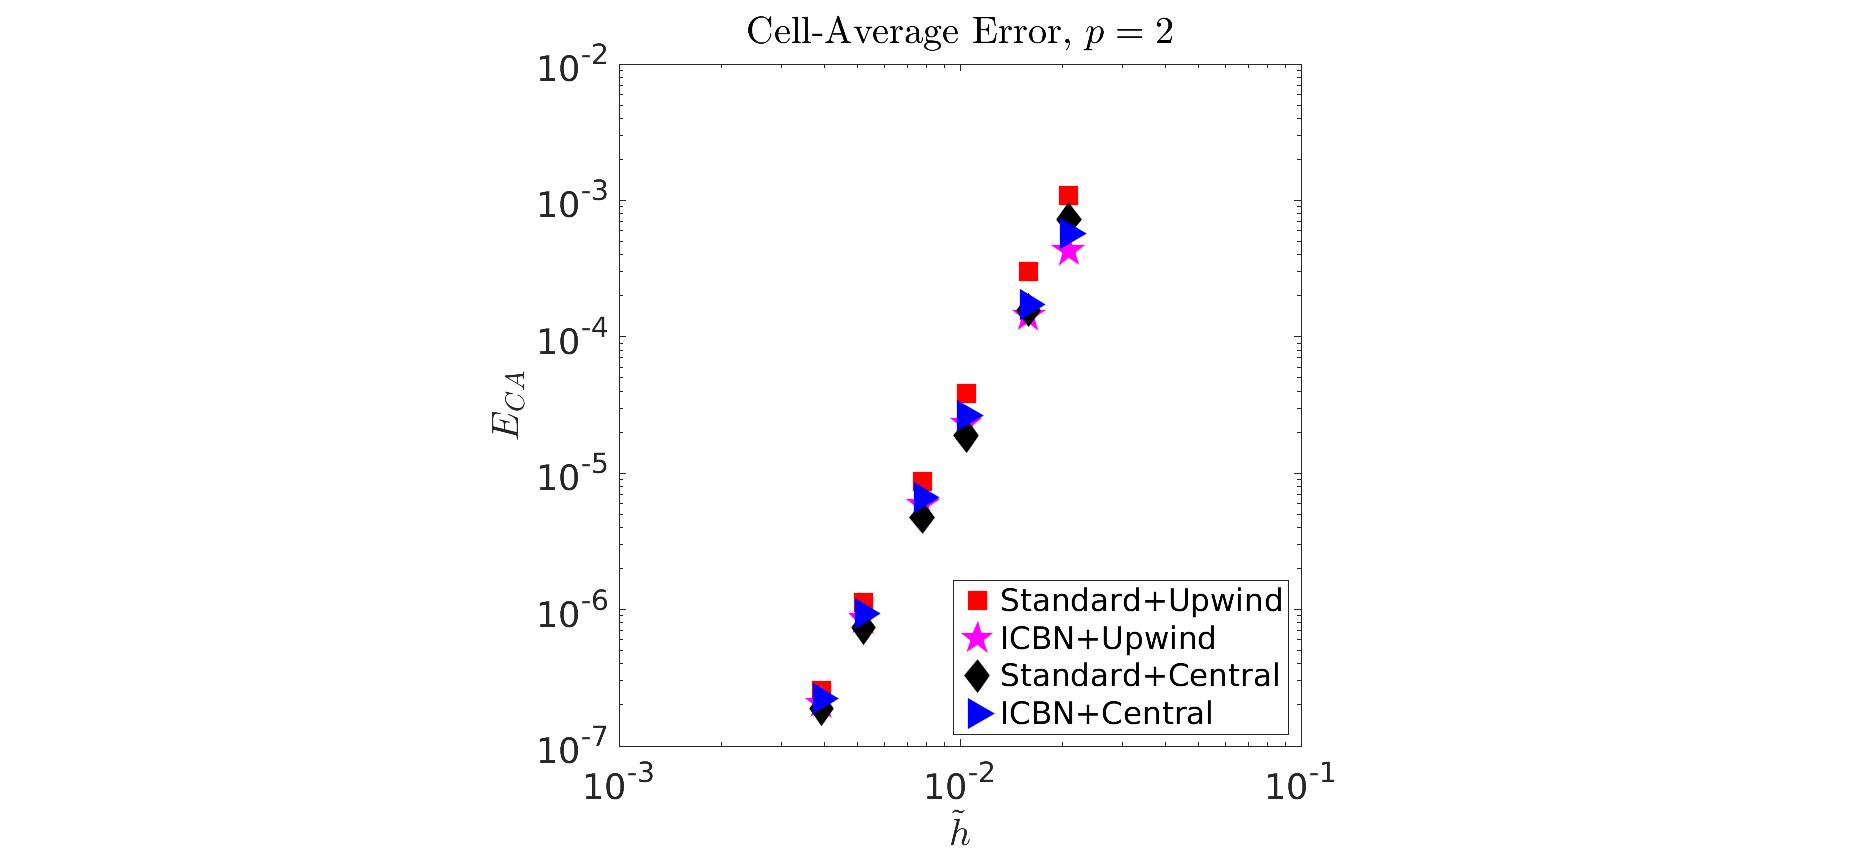 Cell-Average Error, p = 2
10^-2
10^-3
10^-4
10^-5
10^-6
10^-7
E_CA
Standard+Upwind
ICBN+Upwind
Standard+Central
ICBN+Central
10^-3 10^-2 10^-1
h̃